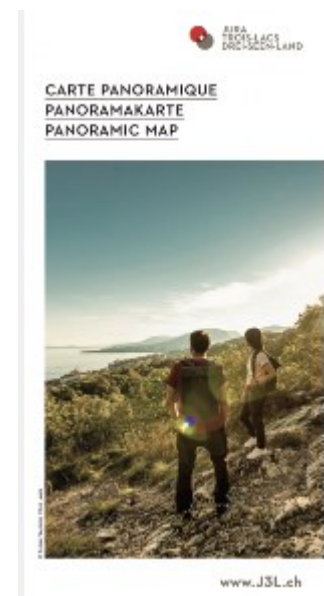 JURA
TROIS-LACS
DREI-SEEN-LAND
CARTE PANORAMIQUE
PANORAMAKARTE
PANORAMIC MAP
www.J3L.ch